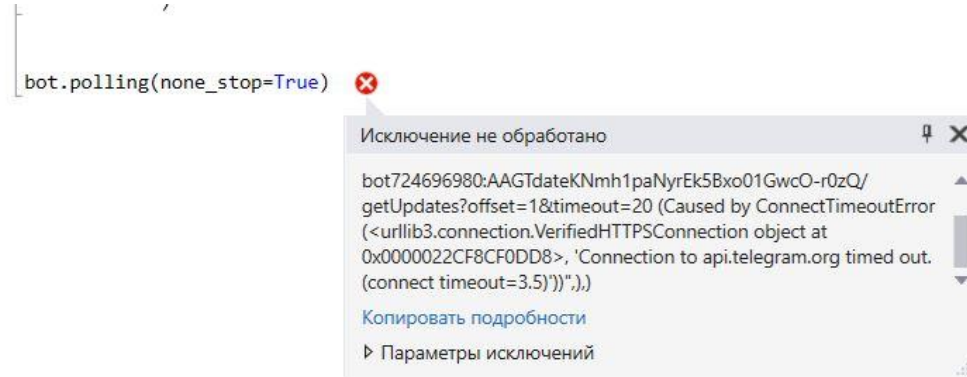 bot.polling(none_stop=True)
Исключение не обработано
bot724696980:AAGTdateKNmh1paNyrEk5Bxo01GwcO-r0zQ/
getUpdates?offset=1&timeout=20 (Caused by ConnectTimeoutError
(<urllib3.connection.VerifiedHTTPSConnection object at
0x0000022CF8CF0DD8>, 'Connection to api.telegram.org timed out.
(connect timeout=3.5)'))",),)
Копировать подробности
Параметры исключений